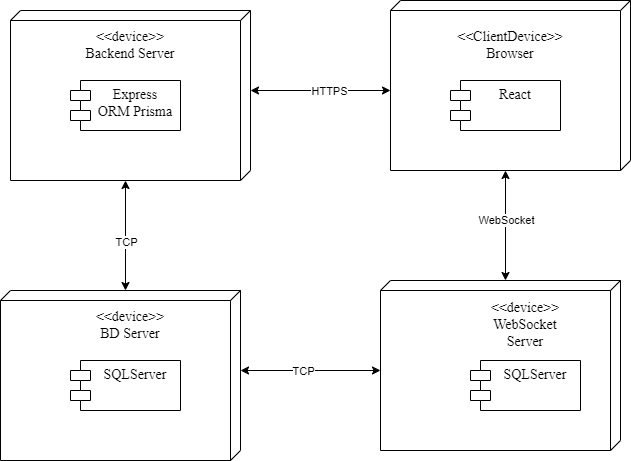 <<device>>
Backend Server
Express
ORM Prisma
HTTPS
<<ClientDevice>>
Browser
React
TCP
WebSocket
<<device>>
BD Server
SQLServer
TCP
<<device>>
WebSocket
Server
SQLServer